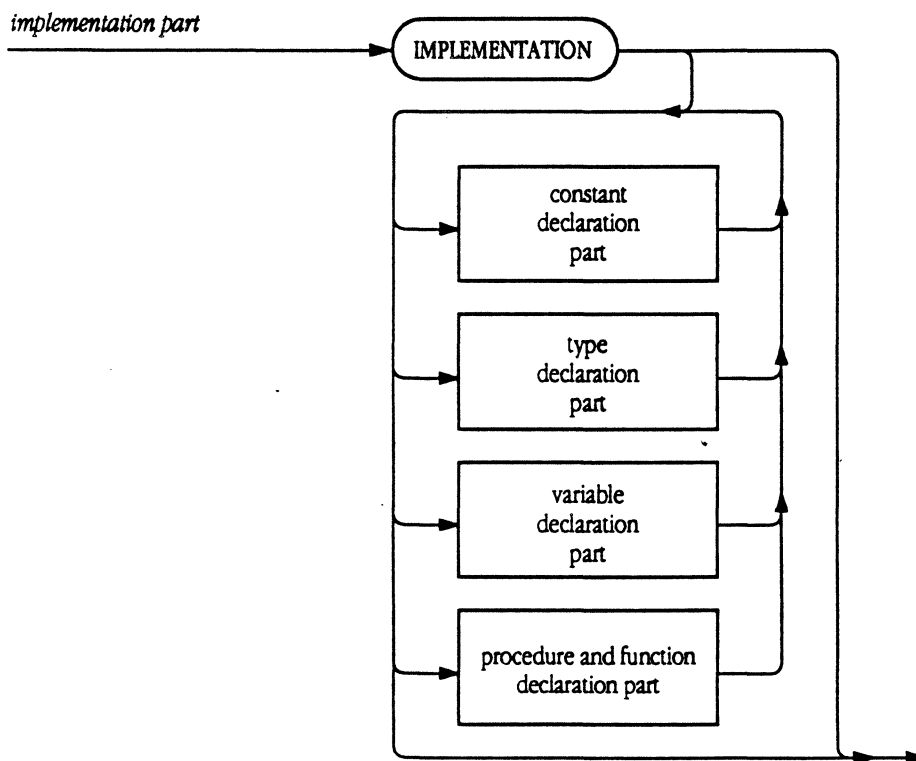 implementation part
IMPLEMENTATION
constant
declaration
part
type
declaration
part
variable
declaration
part
procedure and function
declaration part